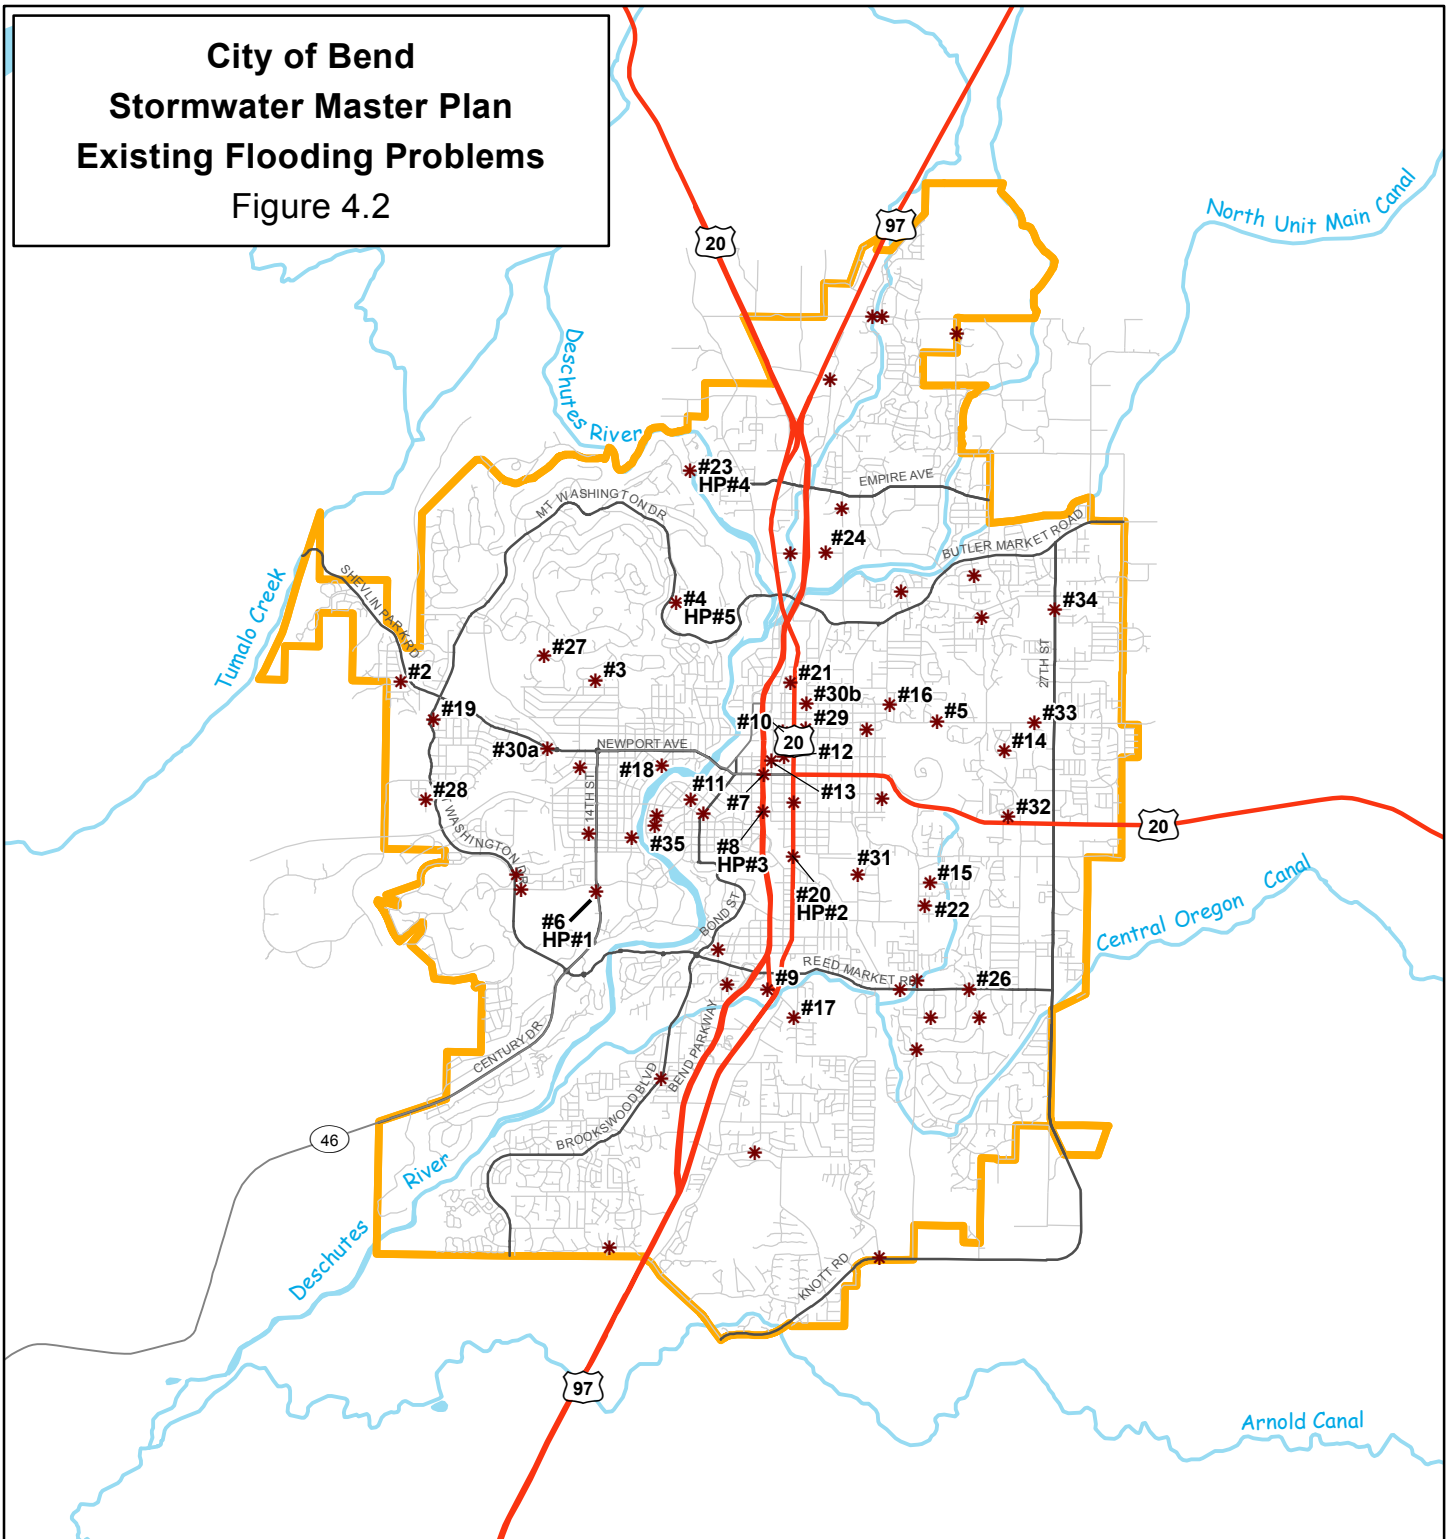 City of Bend
Stormwater Master Plan
Existing Flooding Problems
Figure 4.2
20
97
North Unit Main Canal
Deschutes River
#23
HP#4
EMPIRE AVE
MT WASHINGTON DR
#24
BUTLER MARKET ROAD
SHEVLIN PARK RD
Tumalo Creek
#4
HP#5
#34
27TH ST
#27
#3
#2
#21
#30b
#16
#5
#33
#19
#10
#29
#14
20
#12
#30a
NEWPORT AVE
#18
#11
#7
#13
14TH ST
#28
#32
20
WASHINGTON DR
#35
#8
HP#3
#31
#15
#20
HP#2
#22
#6
HP#1
BOND ST
Central Oregon Canal
REED MARKET RD
#9
#26
#17
CENTURY DR
BEND PARKWAY
BROOKSWOOD BLVD
46
Deschutes River
KNOTT RD
97
Arnold Canal